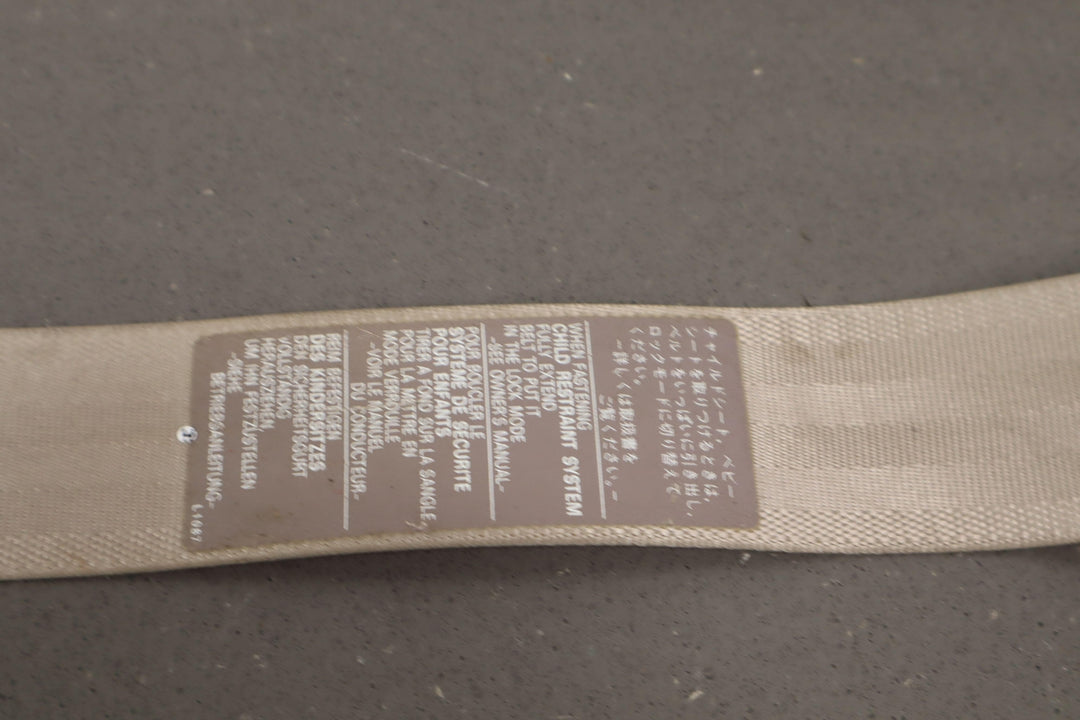 チャイルドシート、ベビー
シートを取りつけるときは、
ベルトをいっぱいに引き出し、
ロックモードに切り替えて
ください。
－詳しくは取扱書を
ご覧ください。－
WHEN FASTENING
CHILD RESTRAINT SYSTEM
FULLY EXTEND
BELT TO PUT IT
IN THE LOCK MODE
-SEE OWNER'S MANUAL-
POUR BOUCLER LE
SYSTÈME DE SÉCURITÉ
POUR ENFANTS
TIRER A FOND SUR LA SANGLE,
POUR LA METTRE EN
MODE VERROUILLE
-VOIR LE MANUEL
DU CONDUCTEUR-
BEIM BEFESTIGEN
DES KINDERSITZES
DEN SICHERHEITSGURT
VOLLSTÄNDIG
HERAUSZIEHEN
UM IHN FESTZUSTELLEN
-SIEHE
BETRIEBSANLEITUNG-